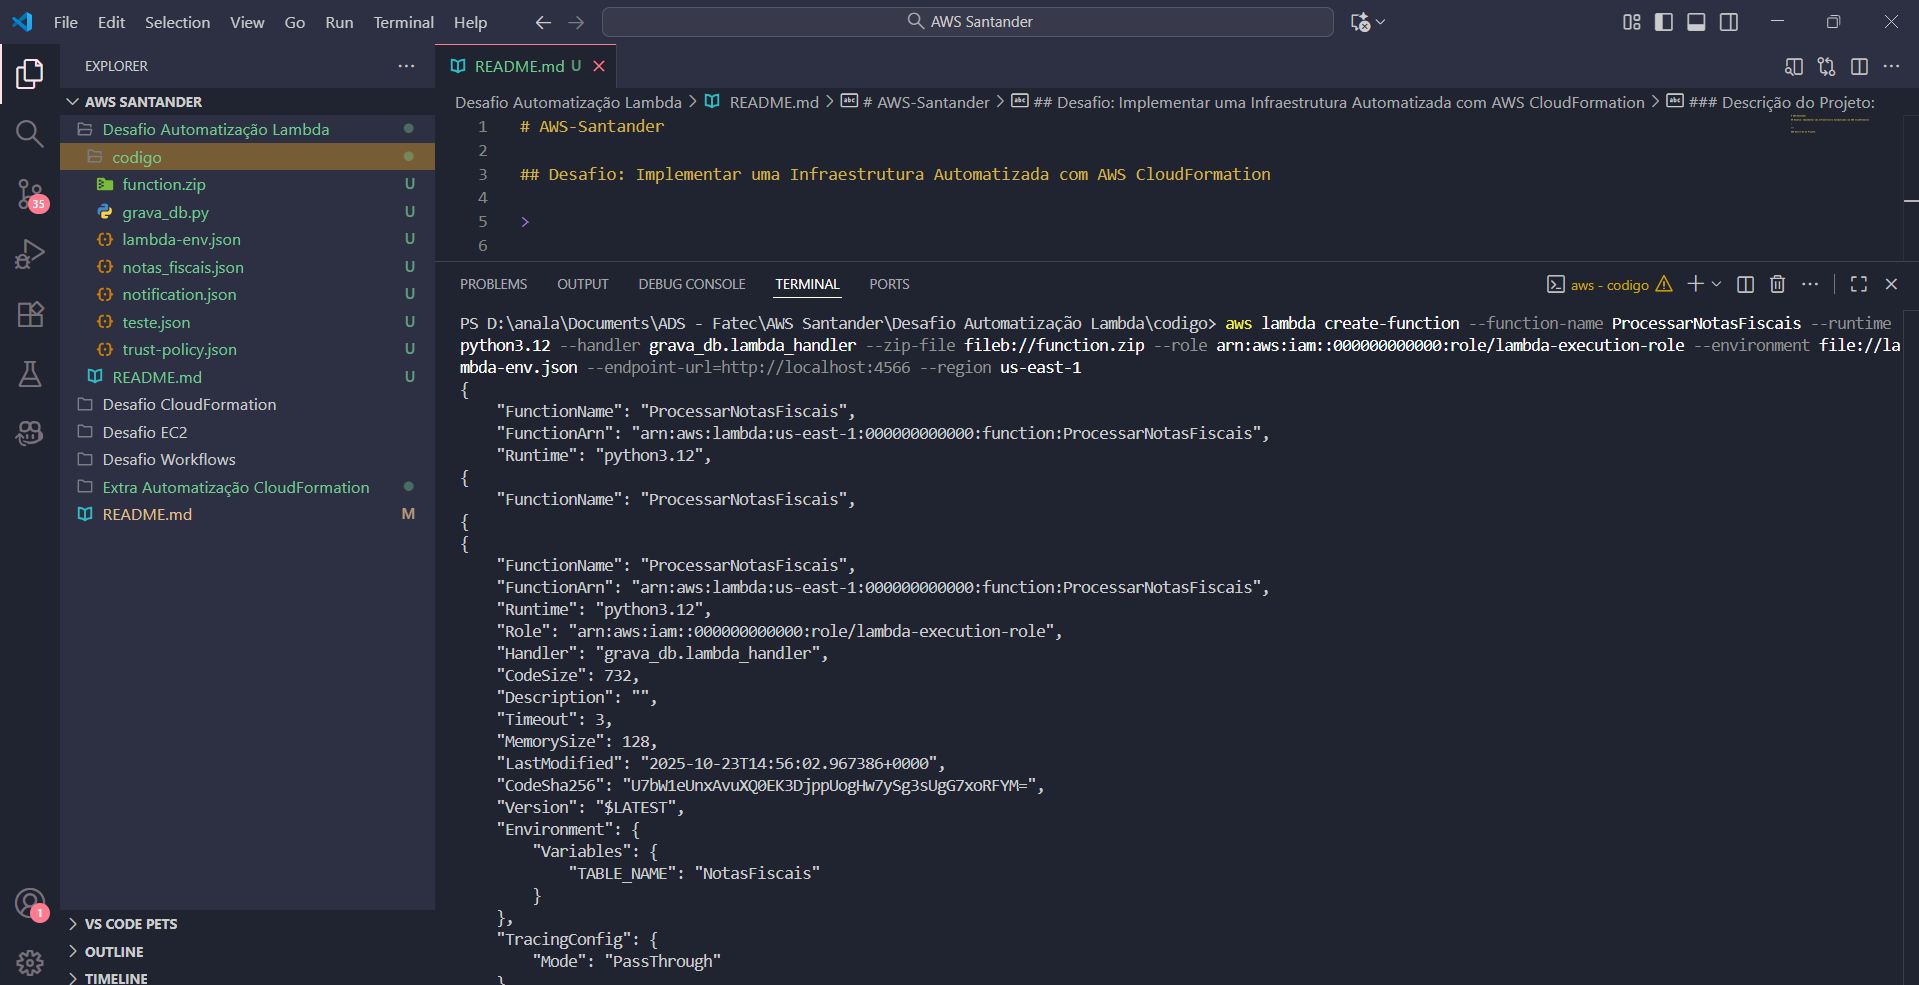 File Edit Selection View Go Run Terminal Help
AWS Santander
EXPLORER
AWS SANTANDER
Desafio Automatização Lambda
codigo
function.zip U
grava_db.py U
lambda-env.json U
notas_fiscais.json U
notification.json U
teste.json U
trust-policy.json U
README.md U
Desafio CloudFormation
Desafio EC2
Desafio Workflows
Extra Automatização CloudFormation
README.md M
35
1
VS CODE PETS
OUTLINE
TIMELINE
README.md U
Desafio Automatização Lambda > README.md > # AWS-Santander > ## Desafio: Implementar uma Infraestrutura Automatizada com AWS CloudFormation > ### Descrição do Projeto:
1 # AWS-Santander
2
3 ## Desafio: Implementar uma Infraestrutura Automatizada com AWS CloudFormation
4
5 >
6
PROBLEMS OUTPUT DEBUG CONSOLE TERMINAL PORTS
aws - codigo
PS D:\anala\Documents\ADS - Fatec\AWS Santander\Desafio Automatização Lambda\codigo> aws lambda create-function --function-name ProcessarNotasFiscais --runtime
python3.12 --handler grava_db.lambda_handler --zip-file fileb://function.zip --role arn:aws:iam::000000000000:role/lambda-execution-role --environment file://la
mbda-env.json --endpoint-url=http://localhost:4566 --region us-east-1
{
"FunctionName": "ProcessarNotasFiscais",
"FunctionArn": "arn:aws:lambda:us-east-1:000000000000:function:ProcessarNotasFiscais",
"Runtime": "python3.12",
{
"FunctionName": "ProcessarNotasFiscais",
{
{
"FunctionName": "ProcessarNotasFiscais",
"FunctionArn": "arn:aws:lambda:us-east-1:000000000000:function:ProcessarNotasFiscais",
"Runtime": "python3.12",
"Role": "arn:aws:iam::000000000000:role/lambda-execution-role",
"Handler": "grava_db.lambda_handler",
"CodeSize": 732,
"Description": "",
"Timeout": 3,
"MemorySize": 128,
"LastModified": "2025-10-23T14:56:02.967386+0000",
"CodeSha256": "U7bW1eUnxAvuXQ0EK3DjppUogHw7ySg3sUgG7xoRFYM=",
"Version": "$LATEST",
"Environment": {
"Variables": {
"TABLE_NAME": "NotasFiscais"
}
},
"TracingConfig": {
"Mode": "PassThrough"
}